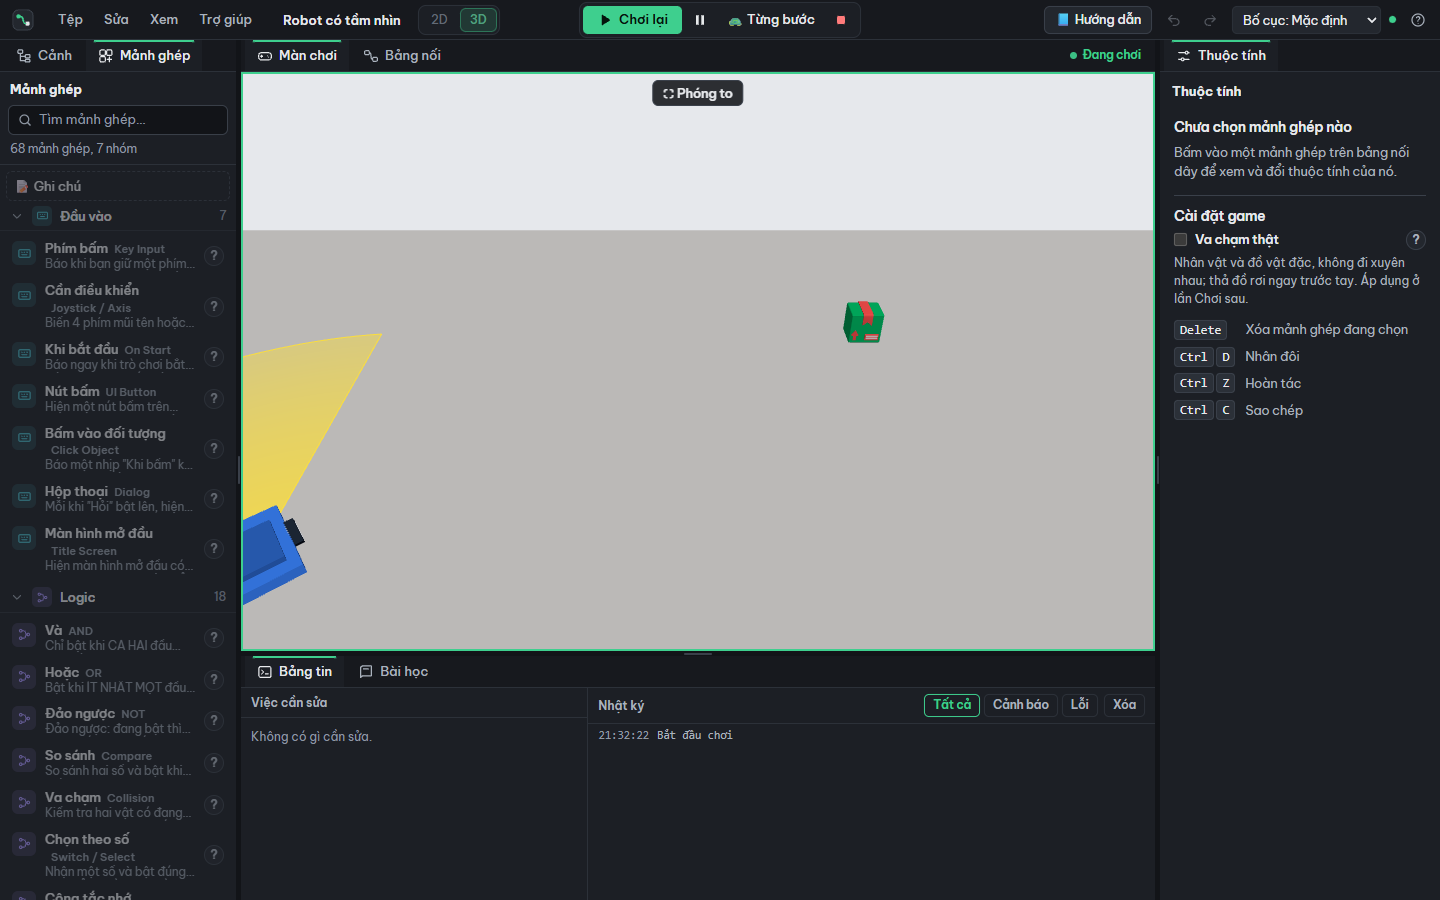 Tệp Sửa Xem Trợ giúp Robot có tầm nhìn 2D 3D Chơi lại Từng bước Hướng dẫn Bố cục: Mặc định
Cảnh Mảnh ghép
Màn chơi Bảng nối Đang chơi
Thuộc tính
Mảnh ghép
Tìm mảnh ghép...
68 mảnh ghép, 7 nhóm
Ghi chú
Đầu vào 7
Phím bấm Key Input
Báo khi bạn giữ một phím...
Cần điều khiển
Joystick / Axis
Biến 4 phím mũi tên hoặc...
Khi bắt đầu On Start
Báo ngay khi trò chơi bắt...
Nút bấm UI Button
Hiện một nút bấm trên...
Bấm vào đối tượng
Click Object
Báo một nhịp "Khi bấm" k...
Hộp thoại Dialog
Mỗi khi "Hỏi" bật lên, hiện...
Màn hình mở đầu
Title Screen
Hiện màn hình mở đầu có...
Logic 18
Và AND
Chỉ bật khi CẢ HAI đầu...
Hoặc OR
Bật khi ÍT NHẤT MỘT đầu...
Đảo ngược NOT
Đảo ngược: đang bật thì...
So sánh Compare
So sánh hai số và bật khi...
Va chạm Collision
Kiểm tra hai vật có đang...
Chọn theo số
Switch / Select
Nhận một số và bật đúng...
Công tắc nhớ
Phóng to
Bảng tin Bài học
Việc cần sửa
Không có gì cần sửa.
Nhật ký Tất cả Cảnh báo Lỗi Xóa
21:32:22 Bắt đầu chơi
Thuộc tính
Chưa chọn mảnh ghép nào
Bấm vào một mảnh ghép trên bảng nối
dây để xem và đổi thuộc tính của nó.
Cài đặt game
Va chạm thật ?
Nhân vật và đồ vật đặc, không đi xuyên
nhau; thả đồ rơi ngay trước tay. Áp dụng ở
lần Chơi sau.
Delete Xóa mảnh ghép đang chọn
Ctrl D Nhân đôi
Ctrl Z Hoàn tác
Ctrl C Sao chép